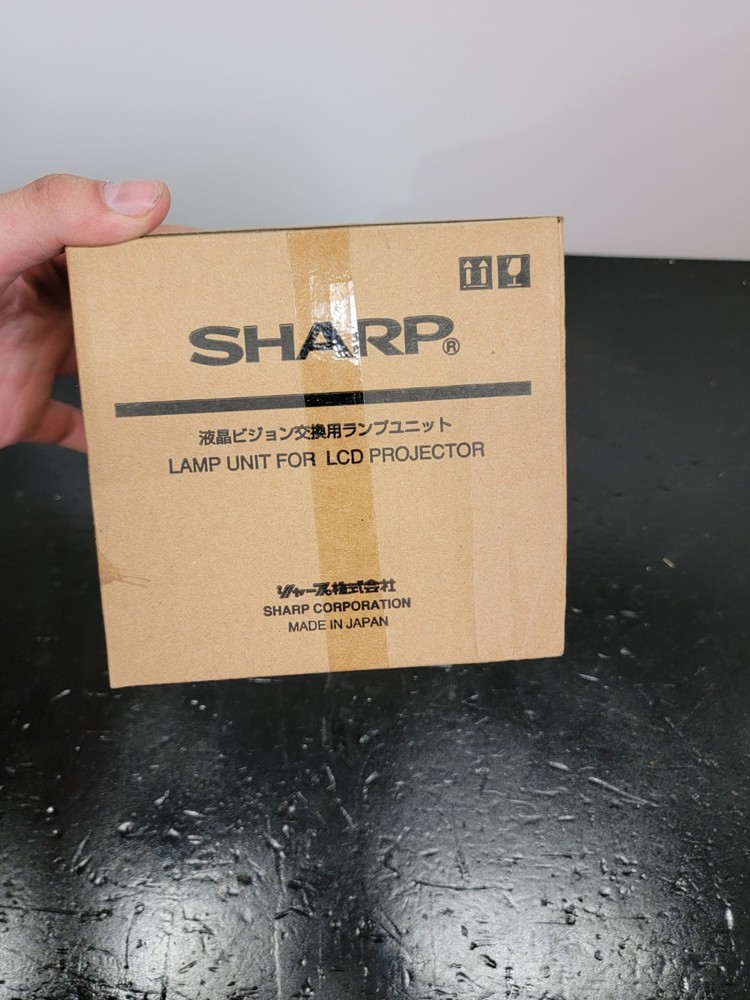 SHARP®
液晶ビジョン交換用ランプユニット
LAMP UNIT FOR LCD PROJECTOR
シャープ株式会社
SHARP CORPORATION
MADE IN JAPAN